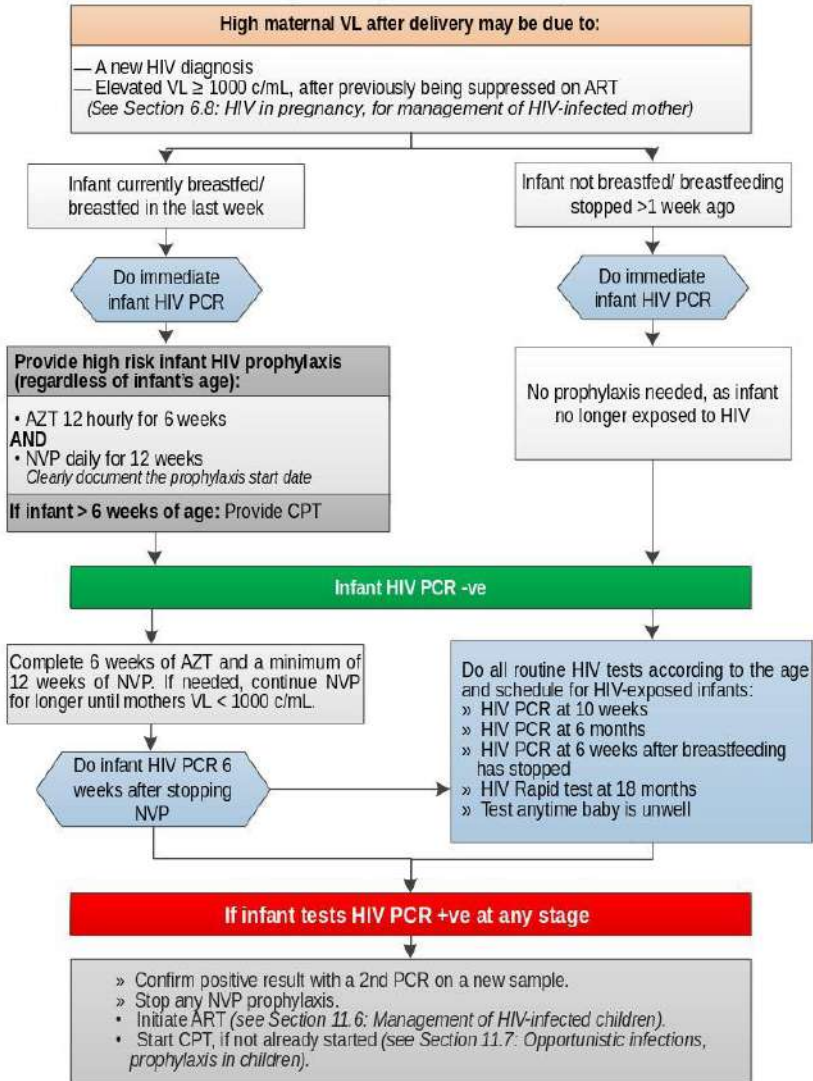 High maternal VL after delivery may be due to:
— A new HIV diagnosis
— Elevated VL ≥ 1000 c/mL, after previously being suppressed on ART
(See Section 6.8: HIV in pregnancy, for management of HIV-infected mother)
Infant currently breastfed/
breastfed in the last week
Infant not breastfed/ breastfeeding
stopped >1 week ago
Do immediate
infant HIV PCR
Do immediate
infant HIV PCR
Provide high risk infant HIV prophylaxis
(regardless of infant's age):
• AZT 12 hourly for 6 weeks
AND
• NVP daily for 12 weeks
Clearly document the prophylaxis start date
If infant > 6 weeks of age: Provide CPT
No prophylaxis needed, as infant
no longer exposed to HIV
Infant HIV PCR -ve
Complete 6 weeks of AZT and a minimum of
12 weeks of NVP. If needed, continue NVP
for longer until mothers VL < 1000 c/mL.
Do infant HIV PCR 6
weeks after stopping
NVP
Do all routine HIV tests according to the age
and schedule for HIV-exposed infants:
» HIV PCR at 10 weeks
» HIV PCR at 6 months
» HIV PCR at 6 weeks after breastfeeding
has stopped
» HIV Rapid test at 18 months
» Test anytime baby is unwell
If infant tests HIV PCR +ve at any stage
» Confirm positive result with a 2nd PCR on a new sample.
» Stop any NVP prophylaxis.
• Initiate ART (see Section 11.6: Management of HIV-infected children).
• Start CPT, if not already started (see Section 11.7: Opportunistic infections,
prophylaxis in children).